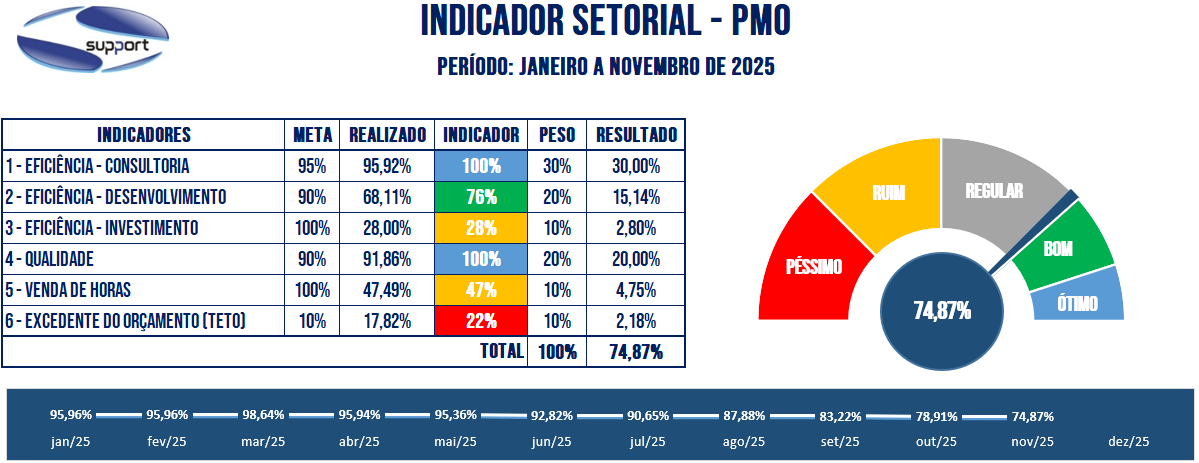 support
INDICADOR SETORIAL - PMO
PERÍODO: JANEIRO A NOVEMBRO DE 2025
INDICADORES META REALIZADO INDICADOR PESO RESULTADO
1 - EFICIÊNCIA - CONSULTORIA 95% 95,92% 100% 30% 30,00%
2 - EFICIÊNCIA - DESENVOLVIMENTO 90% 68,11% 76% 20% 15,14%
3 - EFICIÊNCIA - INVESTIMENTO 100% 28,00% 28% 10% 2,80%
4 - QUALIDADE 90% 91,86% 100% 20% 20,00%
5 - VENDA DE HORAS 100% 47,49% 47% 10% 4,75%
6 - EXCEDENTE DO ORÇAMENTO (TETO) 10% 17,82% 22% 10% 2,18%
TOTAL 100% 74,87%
PÉSSIMO
RUIM
REGULAR
BOM
ÓTIMO
74,87%
95,96% 95,96% 98,64% 95,94% 95,36% 92,82% 90,65% 87,88% 83,22% 78,91% 74,87%
jan/25 fev/25 mar/25 abr/25 mai/25 jun/25 jul/25 ago/25 set/25 out/25 nov/25 dez/25